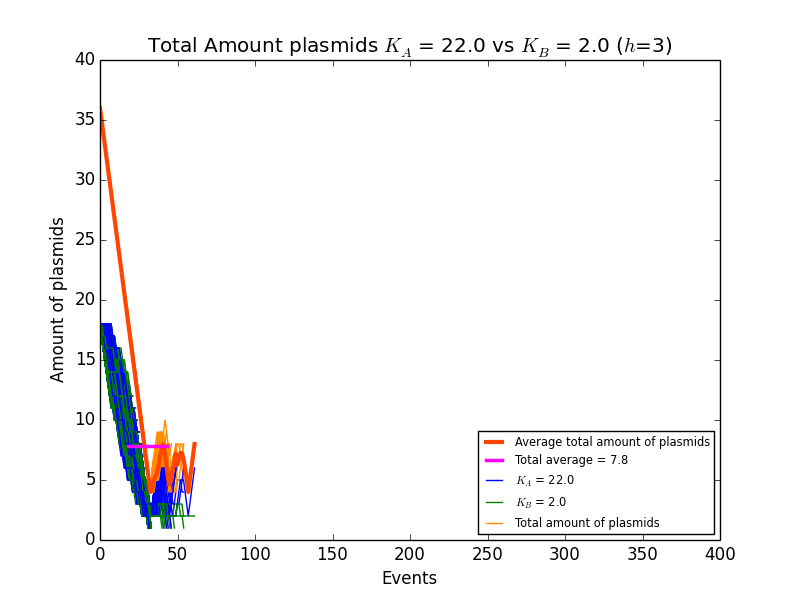 Total Amount plasmids K_A = 22.0 vs K_B = 2.0 (h=3)
Amount of plasmids
40
35
30
25
20
15
10
5
0
Average total amount of plasmids
Total average = 7.8
K_A = 22.0
K_B = 2.0
Total amount of plasmids
0 50 100 150 200 250 300 350 400
Events